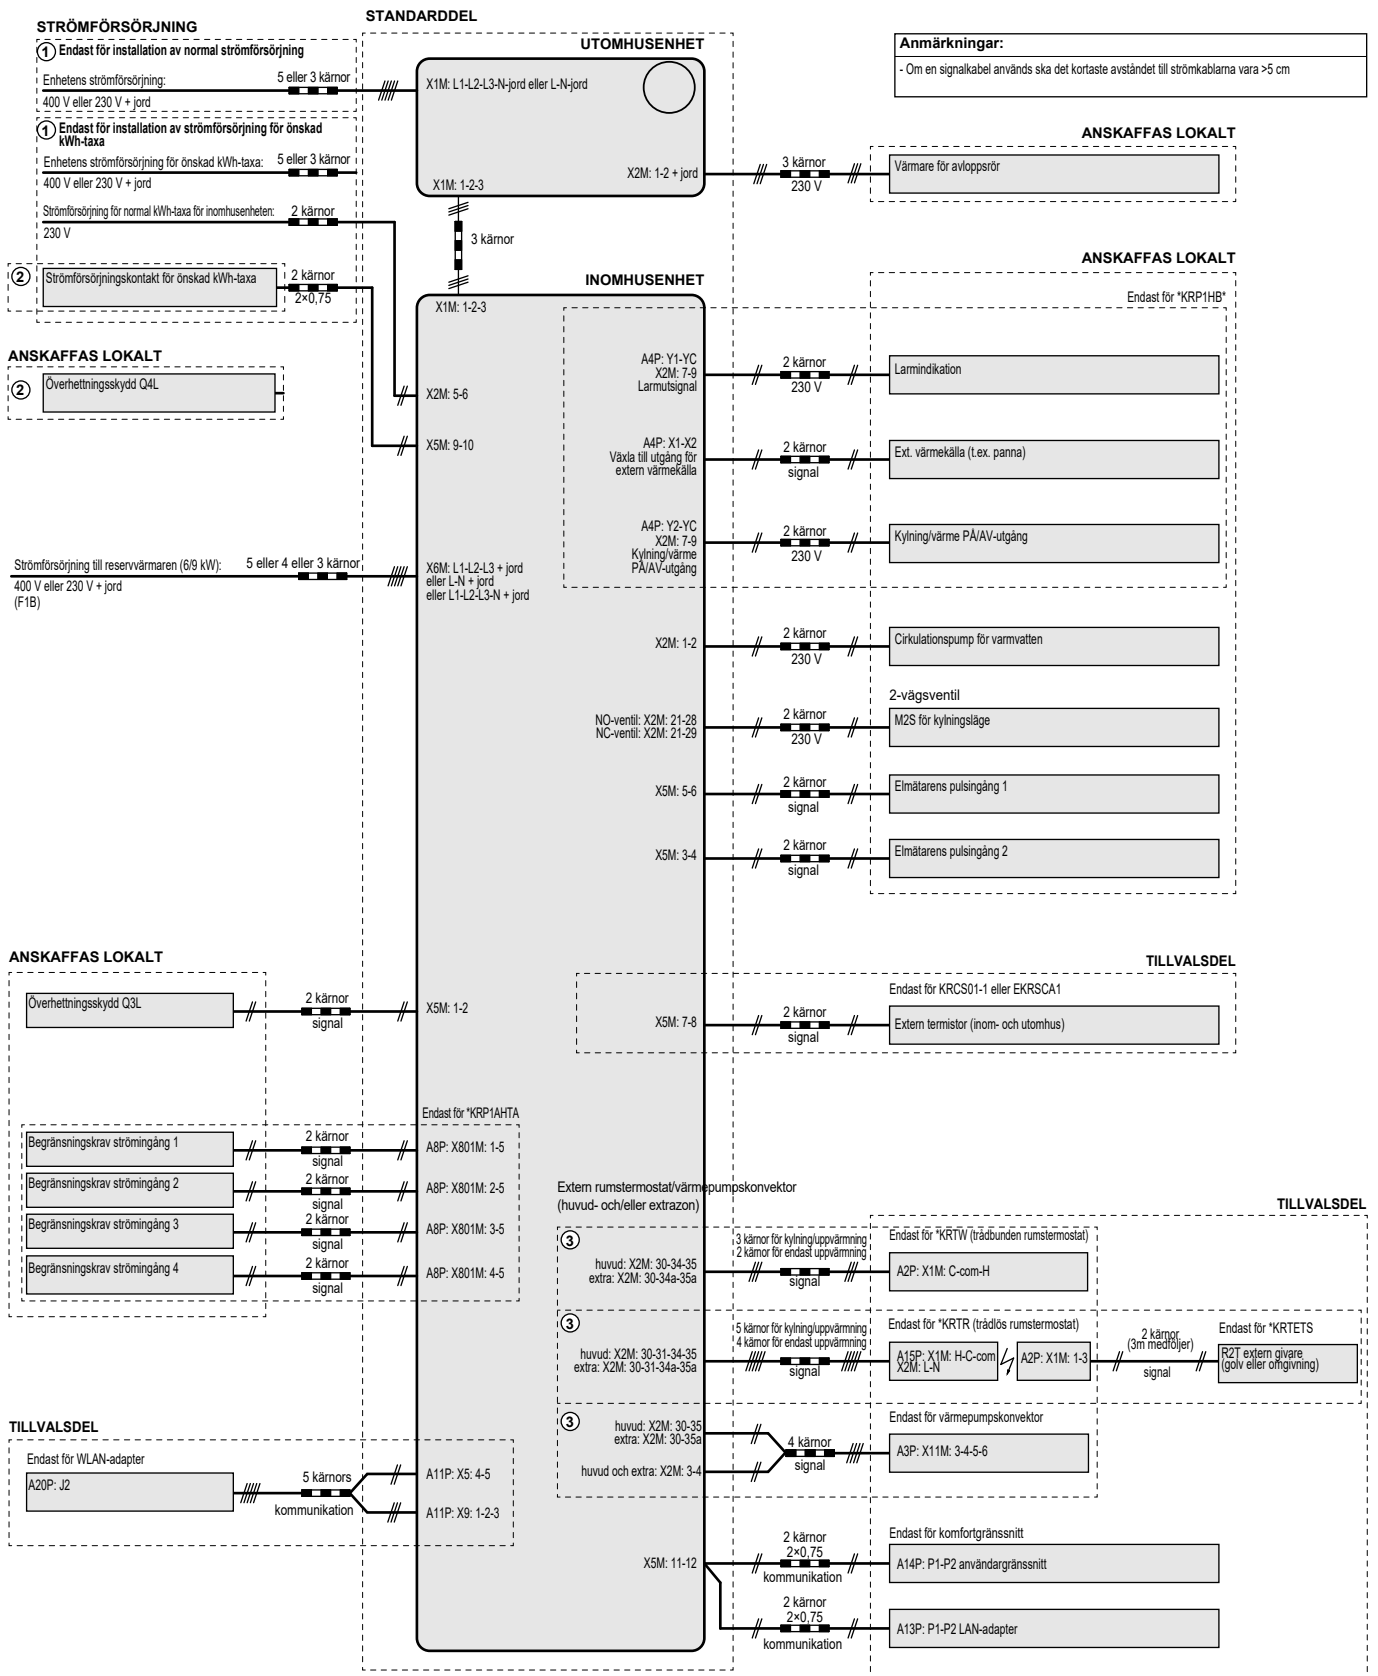 STRÖMFÖRSÖRJNING
① Endast för installation av normal strömförsörjning
Enhetens strömförsörjning:
5 eller 3 kärnor
400 V eller 230 V + jord
① Endast för installation av strömförsörjning för önskad
kWh-taxa
Enhetens strömförsörjning för önskad kWh-taxa:
5 eller 3 kärnor
400 V eller 230 V + jord
Strömförsörjning för normal kWh-taxa för inomhusenheten:
2 kärnor
230 V
②
Strömförsörjningskontakt för önskad kWh-taxa
2 kärnor
2×0,75
ANSKAFFAS LOKALT
②
Överhettningsskydd Q4L
Strömförsörjning till reservvärmaren (6/9 kW):
5 eller 4 eller 3 kärnor
400 V eller 230 V + jord
(F1B)
ANSKAFFAS LOKALT
Överhettningsskydd Q3L
2 kärnor
signal
Begränsningskrav strömingång 1
2 kärnor
signal
Begränsningskrav strömingång 2
2 kärnor
signal
Begränsningskrav strömingång 3
2 kärnor
signal
Begränsningskrav strömingång 4
2 kärnor
signal
TILLVALSDEL
Endast för WLAN-adapter
A20P: J2
5 kärnors
kommunikation
STANDARDDEL
UTOMHUSENHET
X1M: L1-L2-L3-N-jord eller L-N-jord
X2M: 1-2 + jord
X1M: 1-2-3
3 kärnor
INOMHUSENHET
X1M: 1-2-3
X2M: 5-6
X5M: 9-10
X6M: L1-L2-L3 + jord
eller L-N + jord
eller L1-L2-L3-N + jord
X5M: 1-2
Endast för *KRP1AHTA
A8P: X801M: 1-5
A8P: X801M: 2-5
A8P: X801M: 3-5
A8P: X801M: 4-5
A11P: X5: 4-5
A11P: X9: 1-2-3
A4P: Y1-YC
X2M: 7-9
Larmutsignal
A4P: X1-X2
Växla till utgång för
extern värmekälla
A4P: Y2-YC
X2M: 7-9
Kylning/värme
PÅ/AV-utgång
X2M: 1-2
NO-ventil: X2M: 21-28
NC-ventil: X2M: 21-29
X5M: 5-6
X5M: 3-4
X5M: 7-8
Extern rumstermostat/värmepumpskonvektor
(huvud- och/eller extrazon)
③
huvud: X2M: 30-34-35
extra: X2M: 30-34a-35a
③
huvud: X2M: 30-31-34-35
extra: X2M: 30-31-34a-35a
③
huvud: X2M: 30-35
extra: X2M: 30-35a
huvud och extra: X2M: 3-4
X5M: 11-12
Anmärkningar:
- Om en signalkabel används ska det kortaste avståndet till strömkablarna vara >5 cm
ANSKAFFAS LOKALT
3 kärnor
230 V
Värmare för avloppsrör
ANSKAFFAS LOKALT
Endast för *KRP1HB*
2 kärnor
230 V
Larmindikation
2 kärnor
signal
Ext. värmekälla (t.ex. panna)
2 kärnor
230 V
Kylning/värme PÅ/AV-utgång
2 kärnor
230 V
Cirkulationspump för varmvatten
2-vägsventil
2 kärnor
230 V
M2S för kylningsläge
2 kärnor
signal
Elmätarens pulsingång 1
2 kärnor
signal
Elmätarens pulsingång 2
TILLVALSDEL
Endast för KRCS01-1 eller EKRSCA1
2 kärnor
signal
Extern termistor (inom- och utomhus)
TILLVALSDEL
3 kärnor för kylning/uppvärmning
2 kärnor för endast uppvärmning
signal
Endast för *KRTW (trådbunden rumstermostat)
A2P: X1M: C-com-H
5 kärnor för kylning/uppvärmning
4 kärnor för endast uppvärmning
signal
Endast för *KRTR (trådlös rumstermostat)
A15P: X1M: H-C-com
X2M: L-N
A2P: X1M: 1-3
2 kärnor
(3m medföljer)
signal
Endast för *KRTETS
R2T extern givare
(golv eller omgivning)
4 kärnor
signal
Endast för värmepumpskonvektor
A3P: X11M: 3-4-5-6
2 kärnor
2×0,75
kommunikation
Endast för komfortgränssnitt
A14P: P1-P2 användargränssnitt
2 kärnor
2×0,75
kommunikation
A13P: P1-P2 LAN-adapter